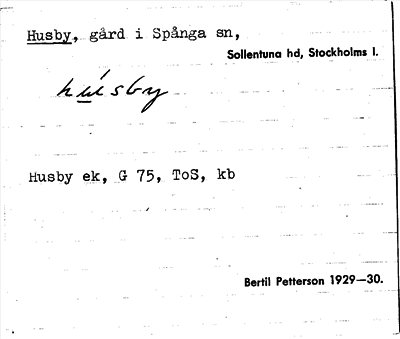 Husby, gård i Spånga sn,
Sollentuna hd, Stockholms l.
húsby
Husby ek, G 75, ToS, kb
Bertil Petterson 1929—30.